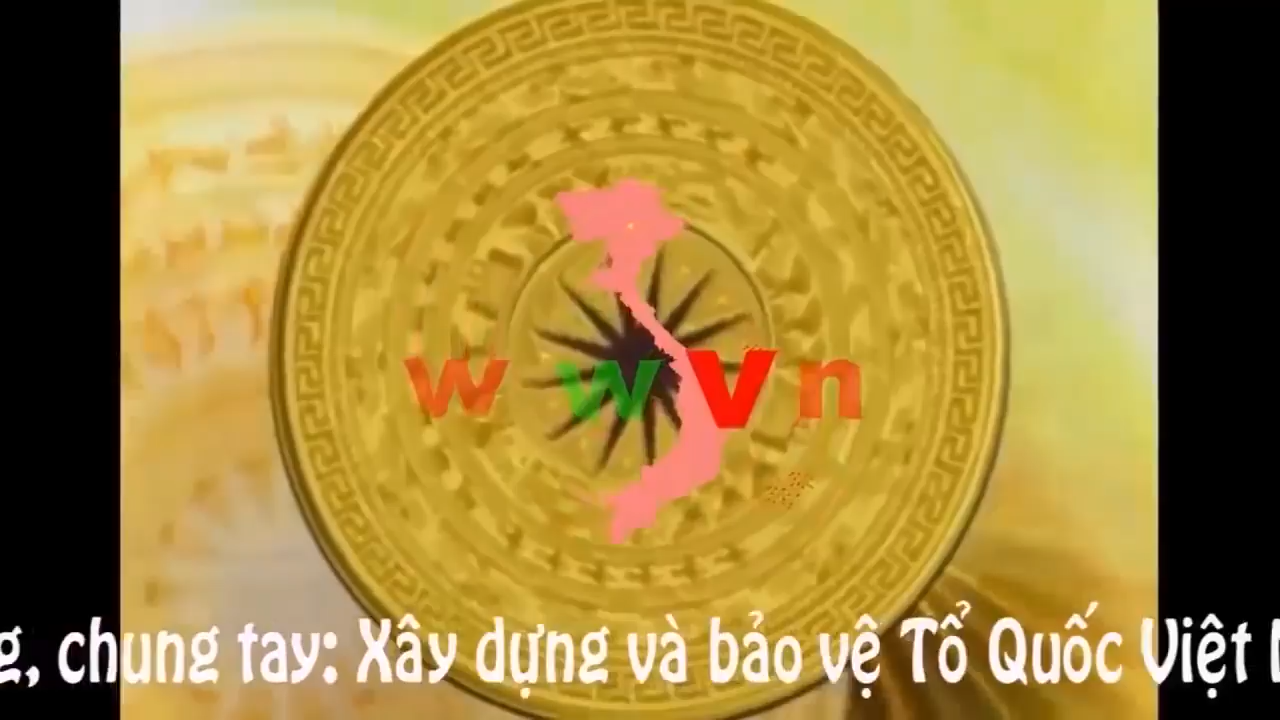 w w v n
g, chung tay: Xây dựng và bảo vệ Tổ Quốc Việt